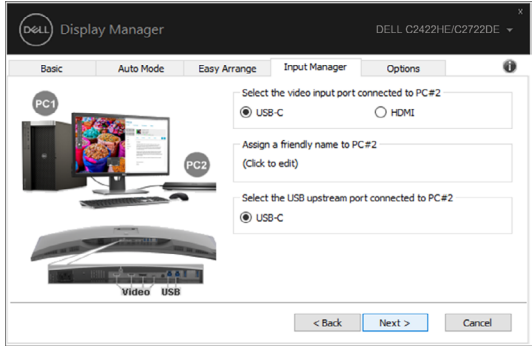 x
DELL Display Manager DELL C2422HE/C2722DE
Basic Auto Mode Easy Arrange Input Manager Options
Select the video input port connected to PC#2
USB-C HDMI
Assign a friendly name to PC#2
(Click to edit)
Select the USB upstream port connected to PC#2
USB-C
PC1
PC2
Video USB
< Back Next > Cancel